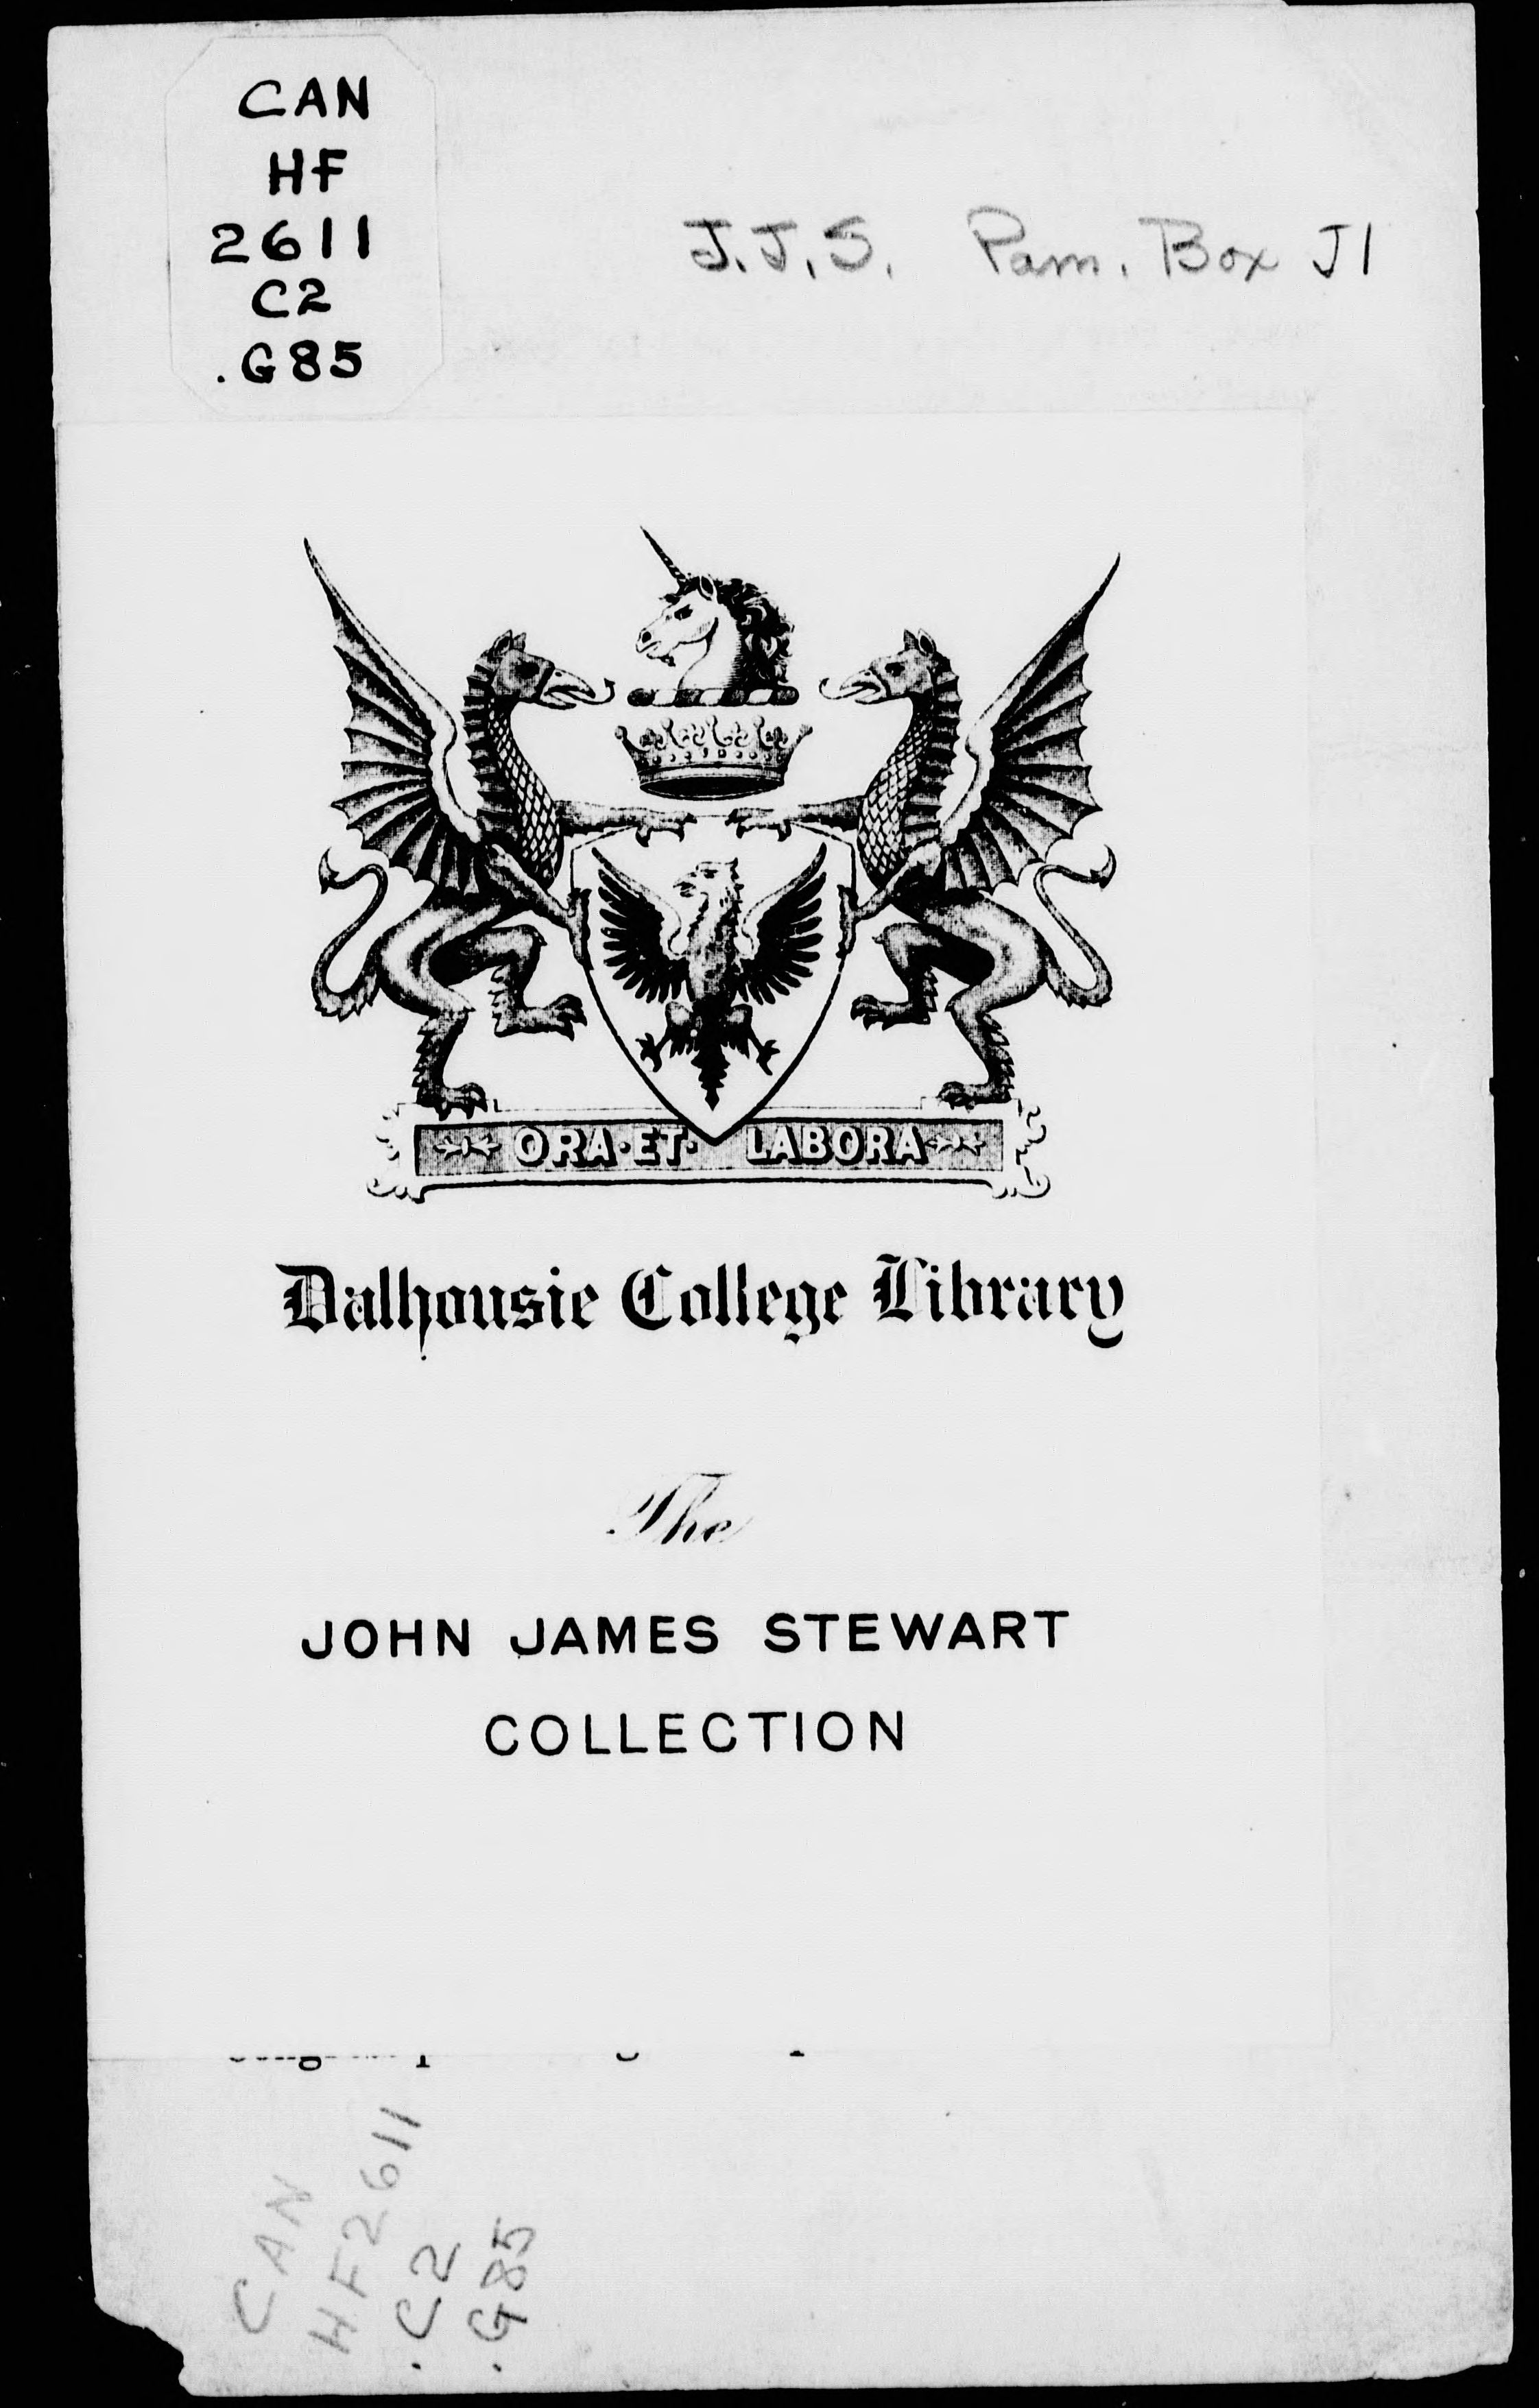 CAN
HF
2611
C2
.G85
J.J.S. Pam. Box J1
ORA·ET· LABORA
Dalhousie College Library
The
JOHN JAMES STEWART
COLLECTION
CAN
HF2611
.C2
.G85